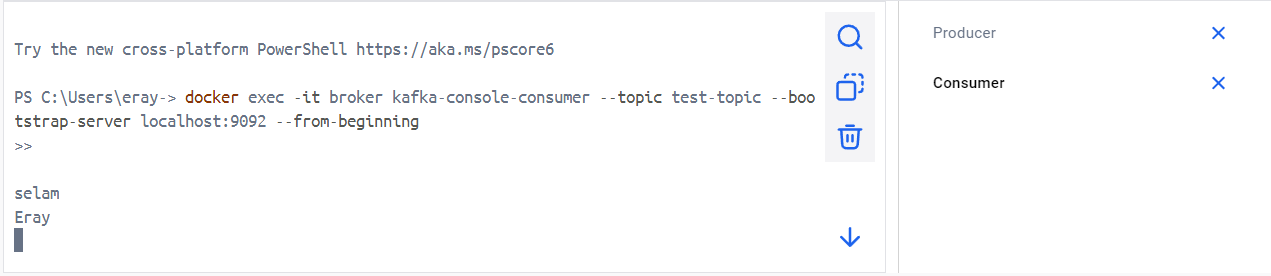 Try the new cross-platform PowerShell https://aka.ms/pscore6
PS C:\Users\eray-> docker exec -it broker kafka-console-consumer --topic test-topic --boo
tstrap-server localhost:9092 --from-beginning
>>
selam
Eray
Producer
Consumer